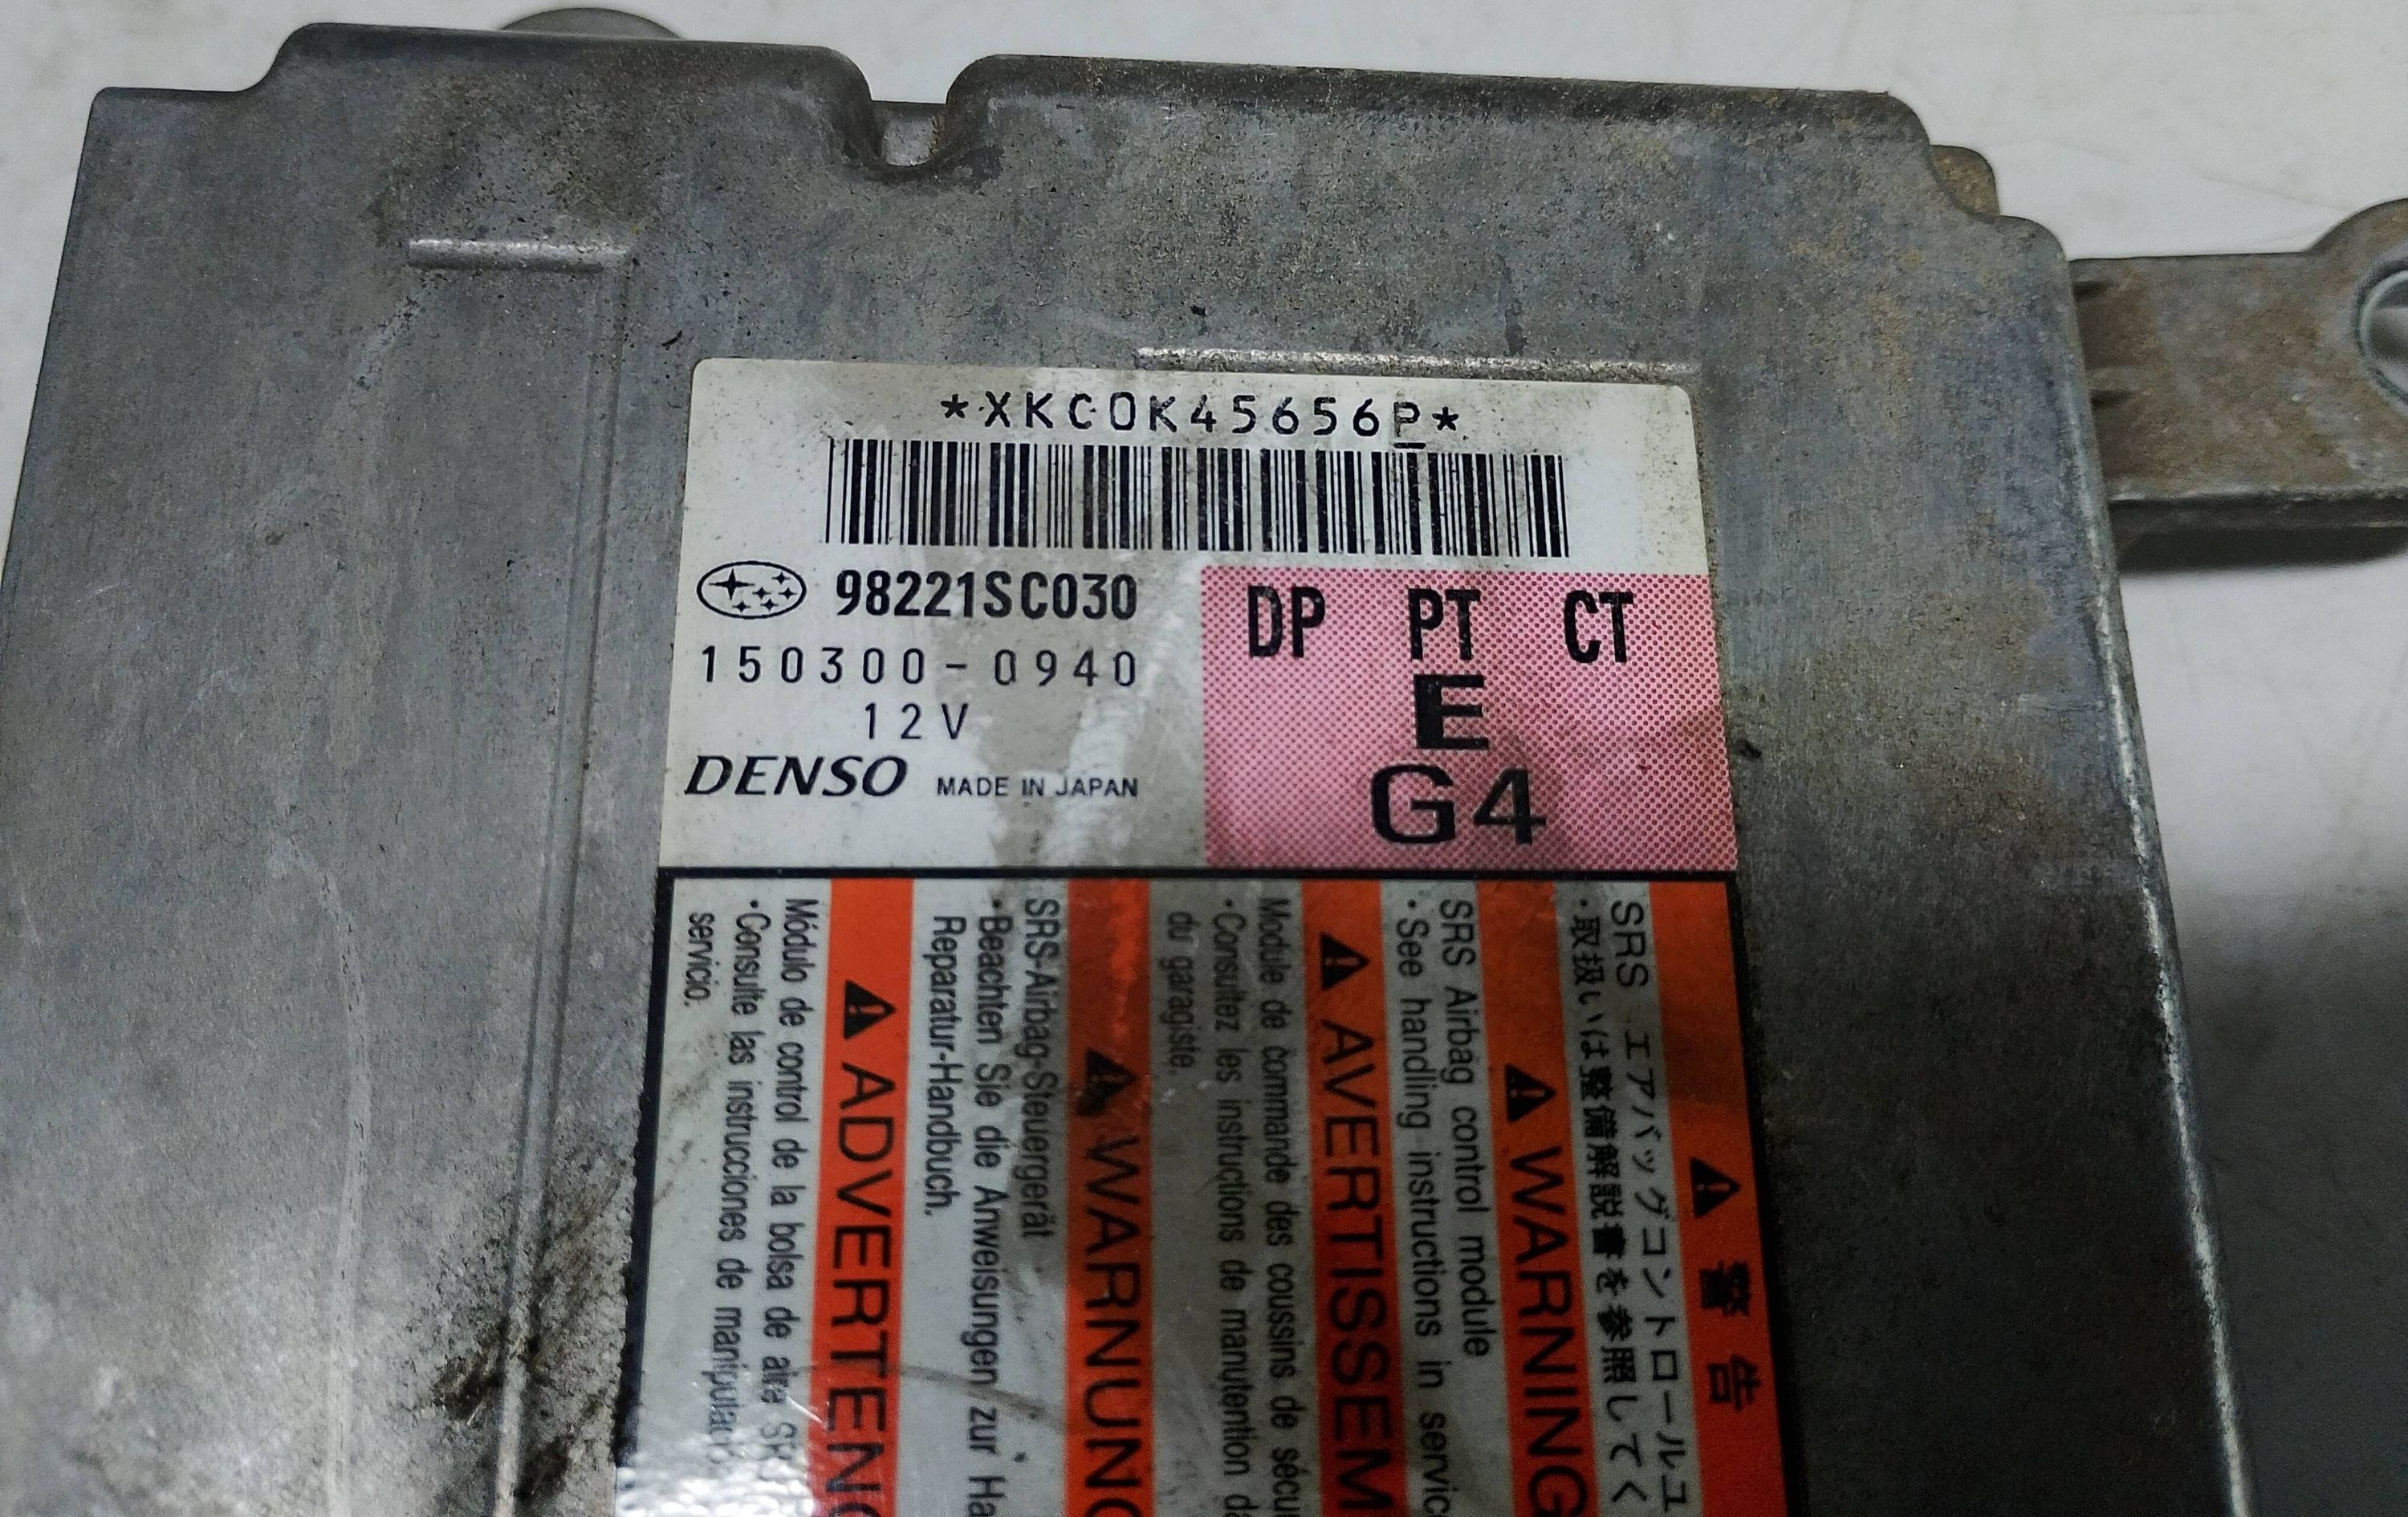 *XKC0K45656P*
98221SC030
150300-0940
12V
DENSO MADE IN JAPAN
DP PT CT
E
G4
警告
SRS エアバッグコントロールユ
・取扱いは整備解説書を参照してく
WARNING
SRS Airbag control module
・See handling instructions in servic
AVERTISSEM
Module de commande des coussins de sécu
・Consultez les instructions de manutention da
du garagiste.
WARNUNG
SRS-Airbag-Steuergerät
・Beachten Sie die Anweisungen zur Ha
Reparatur-Handbuch.
ADVERTENC
Módulo de control de la bolsa de aire SRS
・Consulte las instrucciones de manipulac
servicio.